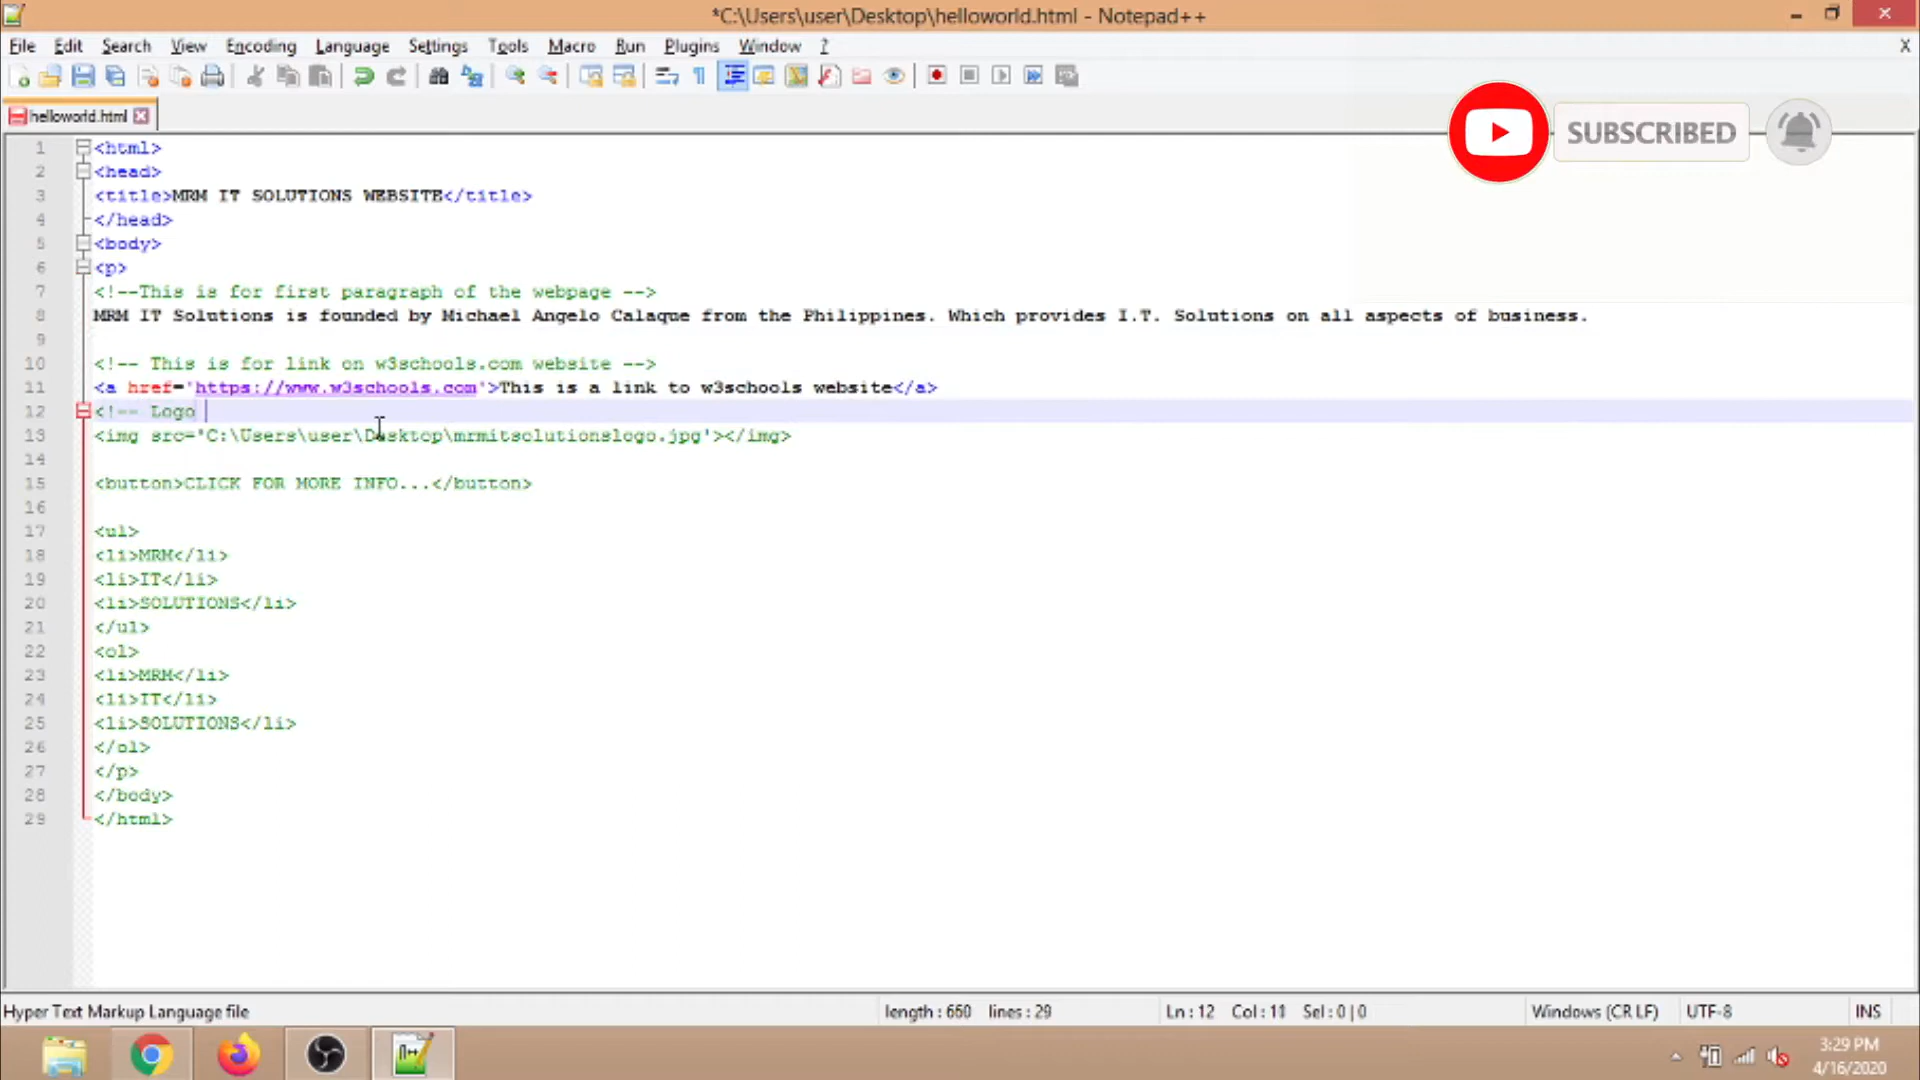 *C:\Users\user\Desktop\helloworld.html - Notepad++
File Edit Search View Encoding Language Settings Tools Macro Run Plugins Window ? X
helloworld.html
SUBSCRIBED
1 <html>
2 <head>
3 <title>MRM IT SOLUTIONS WEBSITE</title>
4 </head>
5 <body>
6 <p>
7 <!--This is for first paragraph of the webpage -->
8 MRM IT Solutions is founded by Michael Angelo Calaque from the Philippines. Which provides I.T. Solutions on all aspects of business.
9
10 <!-- This is for link on w3schools.com website -->
11 <a href='https://www.w3schools.com'>This is a link to w3schools website</a>
12 <!-- Logo
13 <img src='C:\Users\user\Desktop\mrmitsolutionslogo.jpg'></img>
14
15 <button>CLICK FOR MORE INFO...</button>
16
17 <ul>
18 <li>MRM</li>
19 <li>IT</li>
20 <li>SOLUTIONS</li>
21 </ul>
22 <ol>
23 <li>MRM</li>
24 <li>IT</li>
25 <li>SOLUTIONS</li>
26 </ol>
27 </p>
28 </body>
29 </html>
Hyper Text Markup Language file length : 660 lines : 29 Ln : 12 Col : 11 Sel : 0 | 0 Windows (CR LF) UTF-8 INS
3:29 PM
4/16/2020